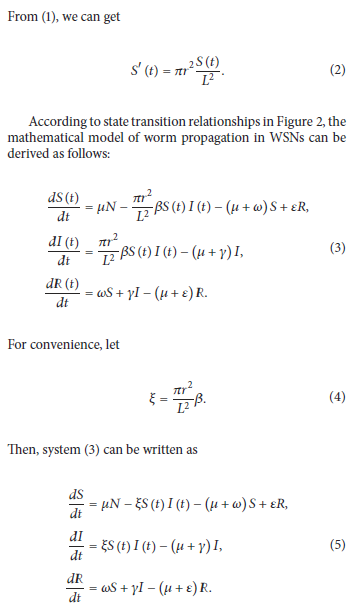 From (1), we can get
S′ (t) = πr² S (t) / L² . (2)
According to state transition relationships in Figure 2, the
mathematical model of worm propagation in WSNs can be
derived as follows:
dS (t) / dt = μN − πr² / L² βS (t) I (t) − (μ + ω) S + εR,
dI (t) / dt = πr² / L² βS (t) I (t) − (μ + γ) I, (3)
dR (t) / dt = ωS + γI − (μ + ε) R.
For convenience, let
ξ = πr² / L² β. (4)
Then, system (3) can be written as
dS / dt = μN − ξS (t) I (t) − (μ + ω) S + εR,
dI / dt = ξS (t) I (t) − (μ + γ) I, (5)
dR / dt = ωS + γI − (μ + ε) R.